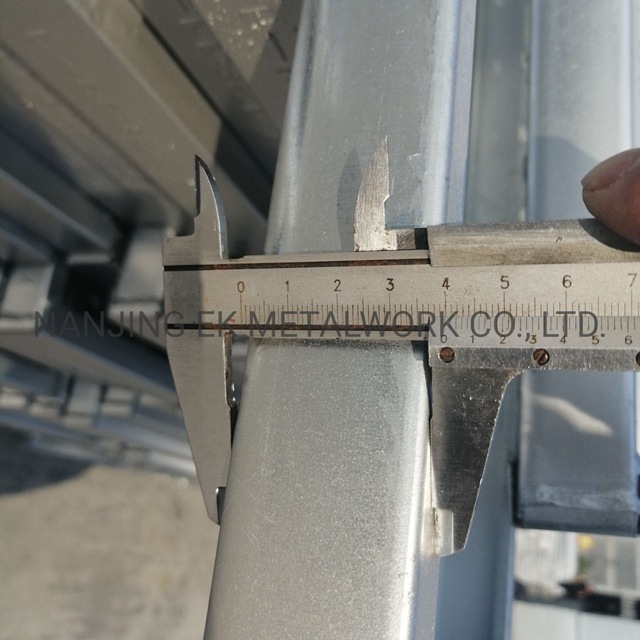 0 1 2 3 4 5 6 7
NANJING EK METALWORK CO., LTD.
0 1 2 3 4 5 6